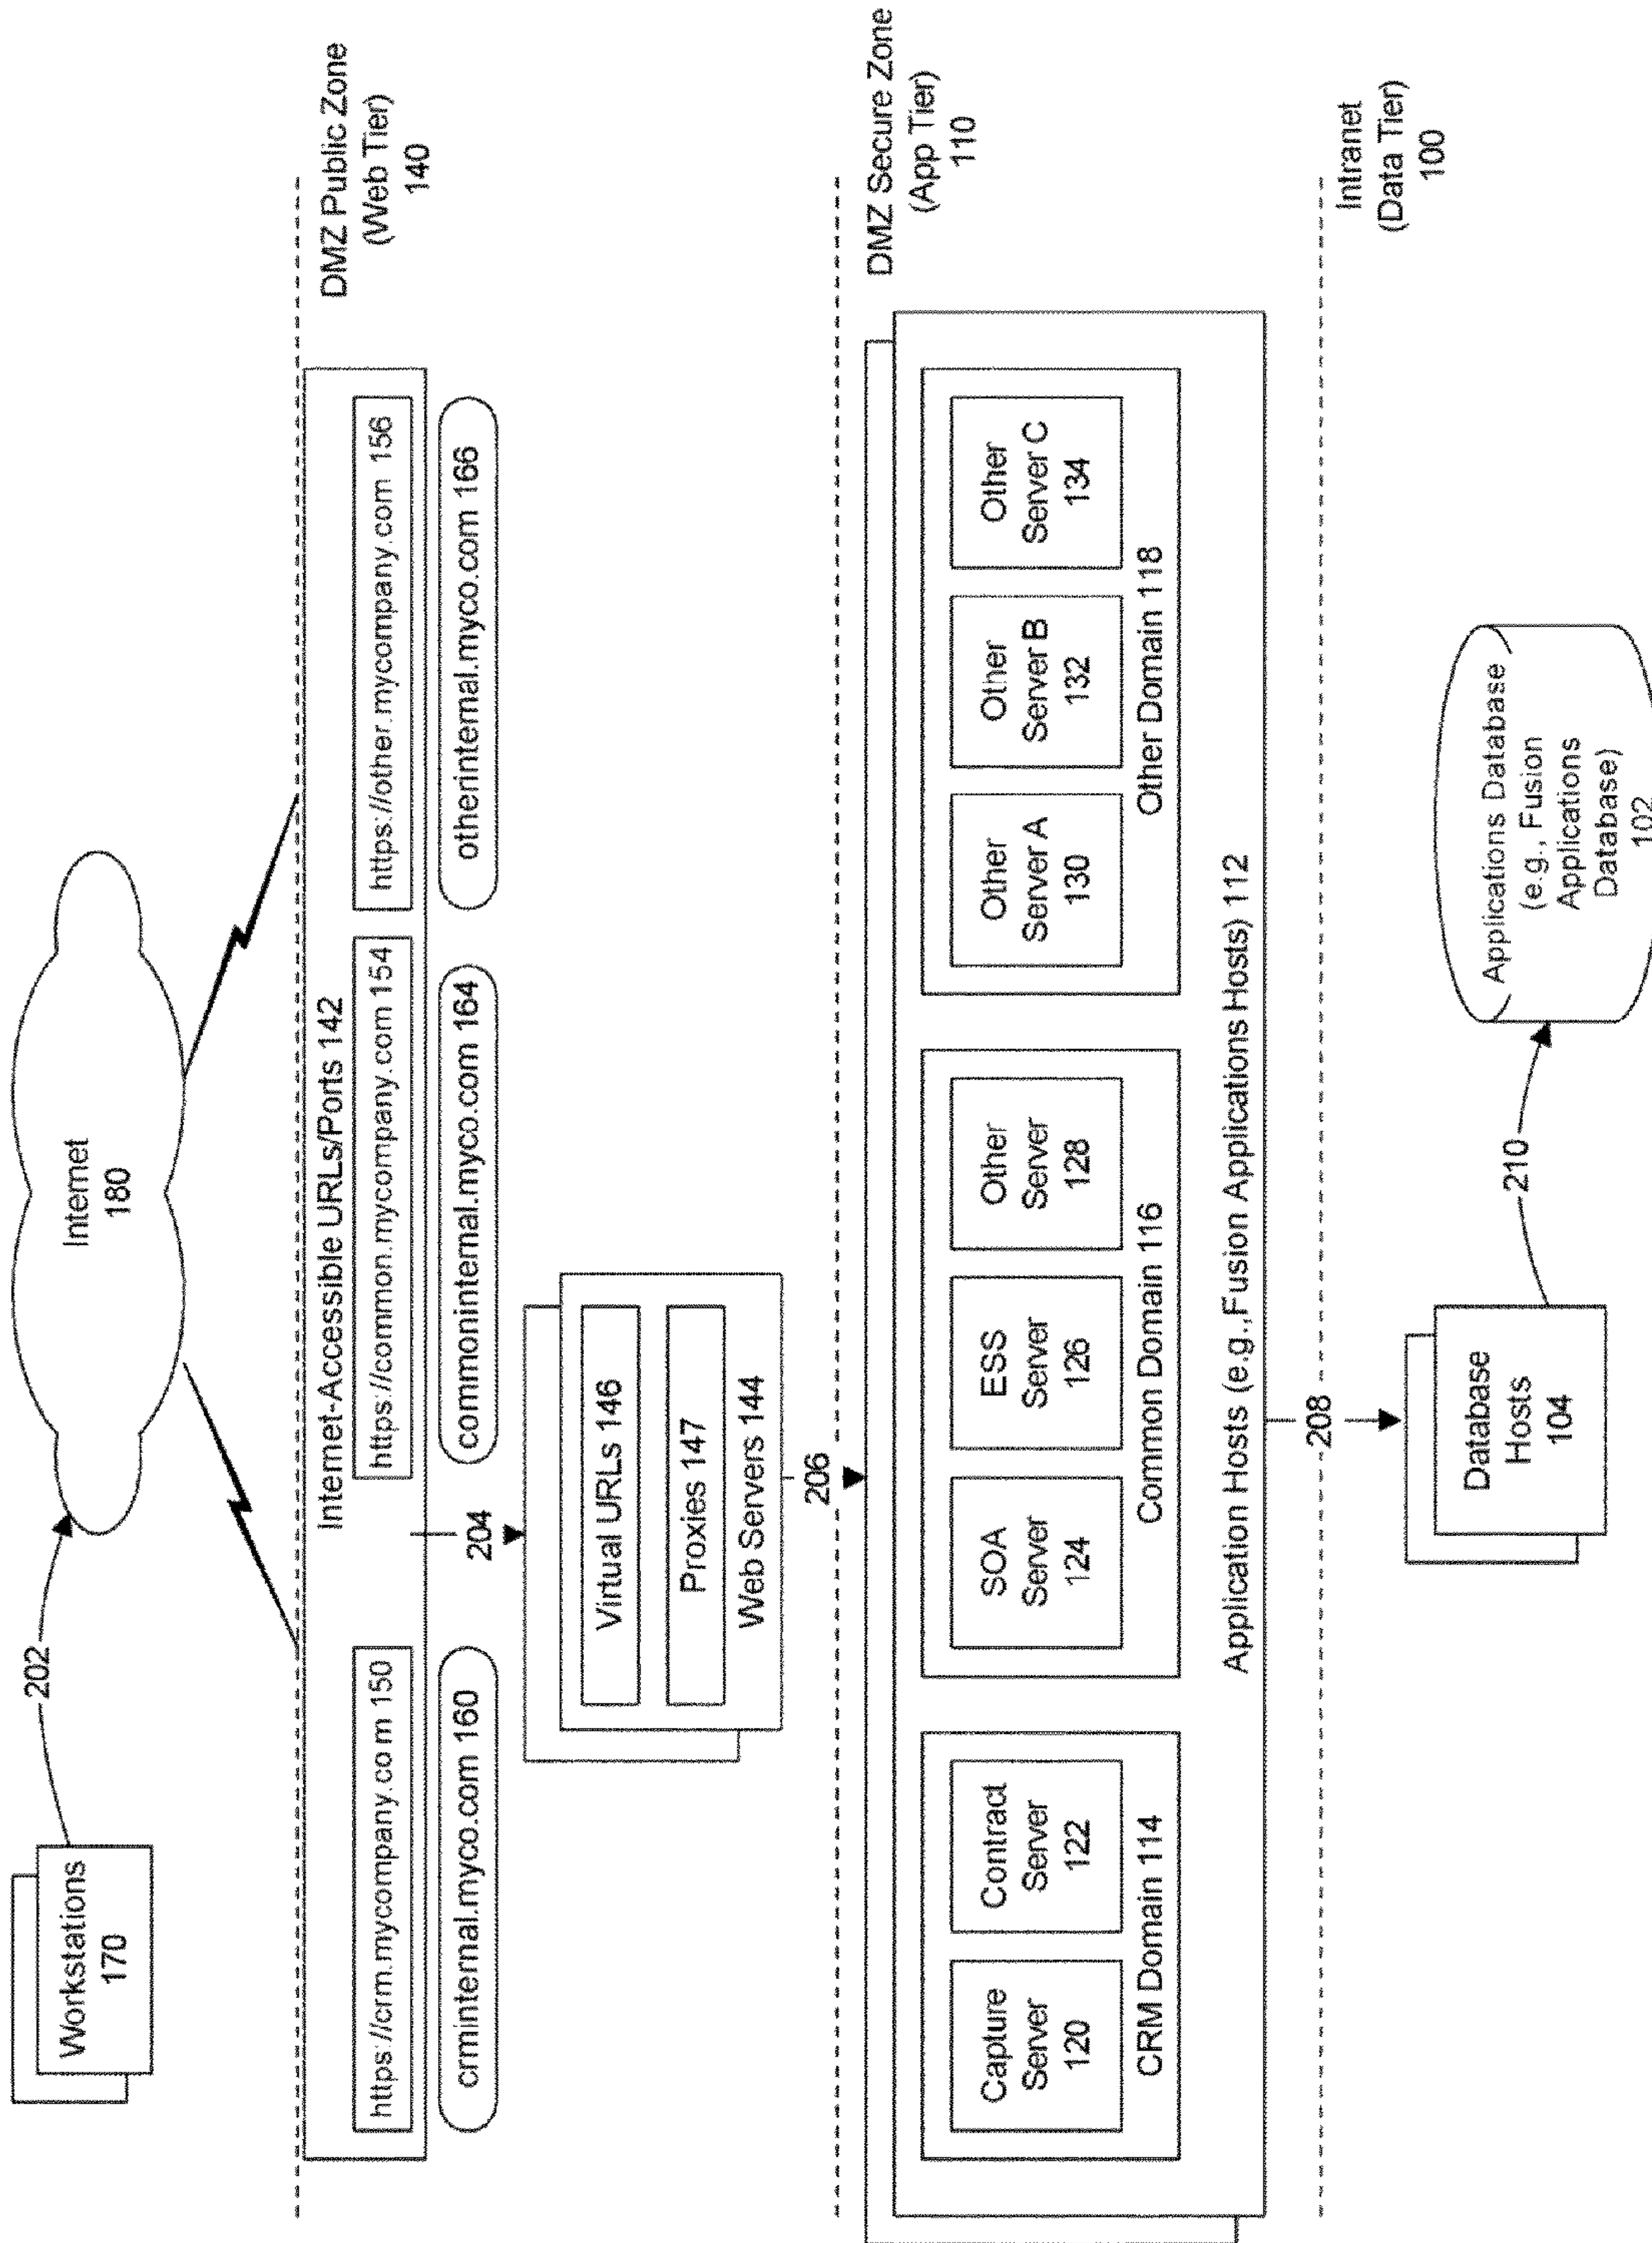 Workstations
170
202
Internet
180
DMZ Public Zone
(Web Tier)
140
Internet-Accessible URLs/Ports 142
https://crm.mycompany.com 150
https://common.mycompany.com 154
https://other.mycompany.com 156
crminternal.myco.com 160
commoninternal.myco.com 164
otherinternal.myco.com 166
204
Virtual URLs 146
Proxies 147
Web Servers 144
206
DMZ Secure Zone
(App Tier)
110
Capture
Server
120
Contract
Server
122
CRM Domain 114
SOA
Server
124
ESS
Server
126
Other
Server
128
Common Domain 116
Other
Server A
130
Other
Server B
132
Other
Server C
134
Other Domain 118
Application Hosts (e.g.,Fusion Applications Hosts) 112
208
Intranet
(Data Tier)
100
Database
Hosts
104
210
Applications Database
(e.g., Fusion
Applications
Database)
102